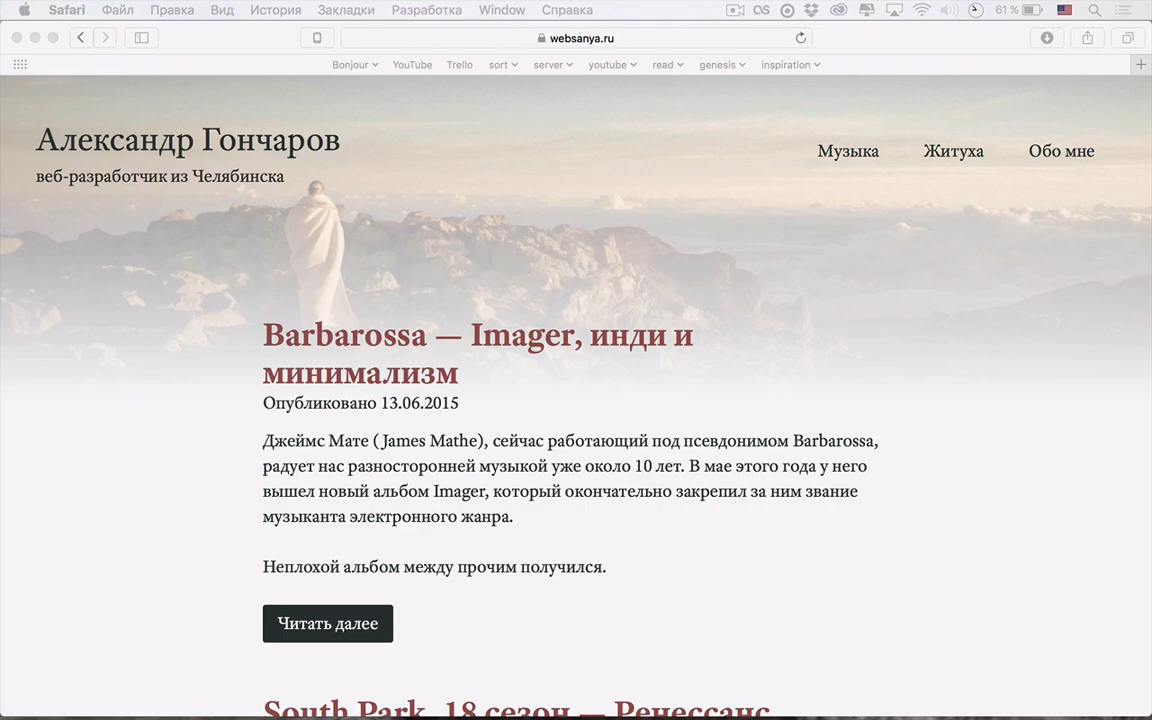 Safari Файл Правка Вид История Закладки Разработка Window Справка 61 %
websanya.ru
Bonjour YouTube Trello sort server youtube read genesis inspiration
Александр Гончаров
веб-разработчик из Челябинска
Музыка Житуха Обо мне
Barbarossa — Imager, инди и
минимализм
Опубликовано 13.06.2015
Джеймс Мате (James Mathe), сейчас работающий под псевдонимом Barbarossa,
радует нас разносторонней музыкой уже около 10 лет. В мае этого года у него
вышел новый альбом Imager, который окончательно закрепил за ним звание
музыканта электронного жанра.
Неплохой альбом между прочим получился.
Читать далее
South Park, 18 сезон — Ренессанс